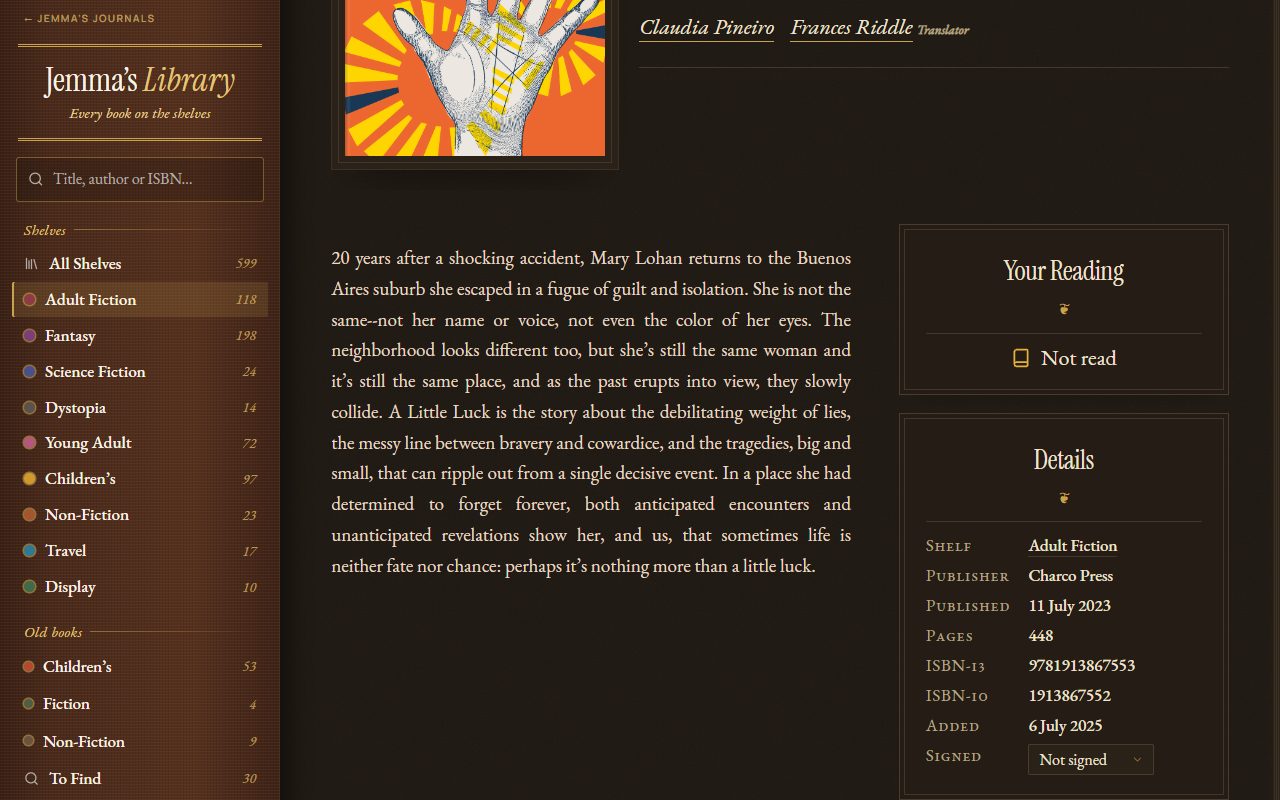 ← JEMMA'S JOURNALS
Jemma's Library
Every book on the shelves
Title, author or ISBN...
Shelves
All Shelves 599
Adult Fiction 118
Fantasy 198
Science Fiction 24
Dystopia 14
Young Adult 72
Children's 97
Non-Fiction 23
Travel 17
Display 10
Old books
Children's 53
Fiction 4
Non-Fiction 9
To Find 30
Claudia Pineiro Frances Riddle Translator
20 years after a shocking accident, Mary Lohan returns to the Buenos
Aires suburb she escaped in a fugue of guilt and isolation. She is not the
same--not her name or voice, not even the color of her eyes. The
neighborhood looks different too, but she's still the same woman and
it's still the same place, and as the past erupts into view, they slowly
collide. A Little Luck is the story about the debilitating weight of lies,
the messy line between bravery and cowardice, and the tragedies, big and
small, that can ripple out from a single decisive event. In a place she had
determined to forget forever, both anticipated encounters and
unanticipated revelations show her, and us, that sometimes life is
neither fate nor chance: perhaps it's nothing more than a little luck.
Your Reading
Not read
Details
Shelf Adult Fiction
Publisher Charco Press
Published 11 July 2023
Pages 448
ISBN-13 9781913867553
ISBN-10 1913867552
Added 6 July 2025
Signed Not signed